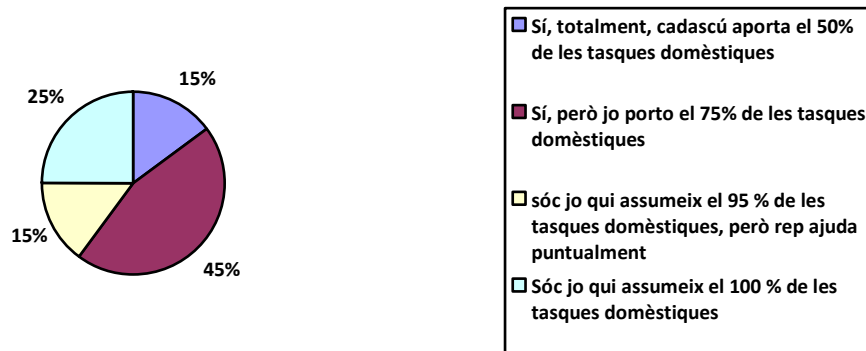 15%
25%
15%
45%
Sí, totalment, cadascú aporta el 50%
de les tasques domèstiques
Sí, però jo porto el 75% de les tasques
domèstiques
sóc jo qui assumeix el 95 % de les
tasques domèstiques, però rep ajuda
puntualment
Sóc jo qui assumeix el 100 % de les
tasques domèstiques